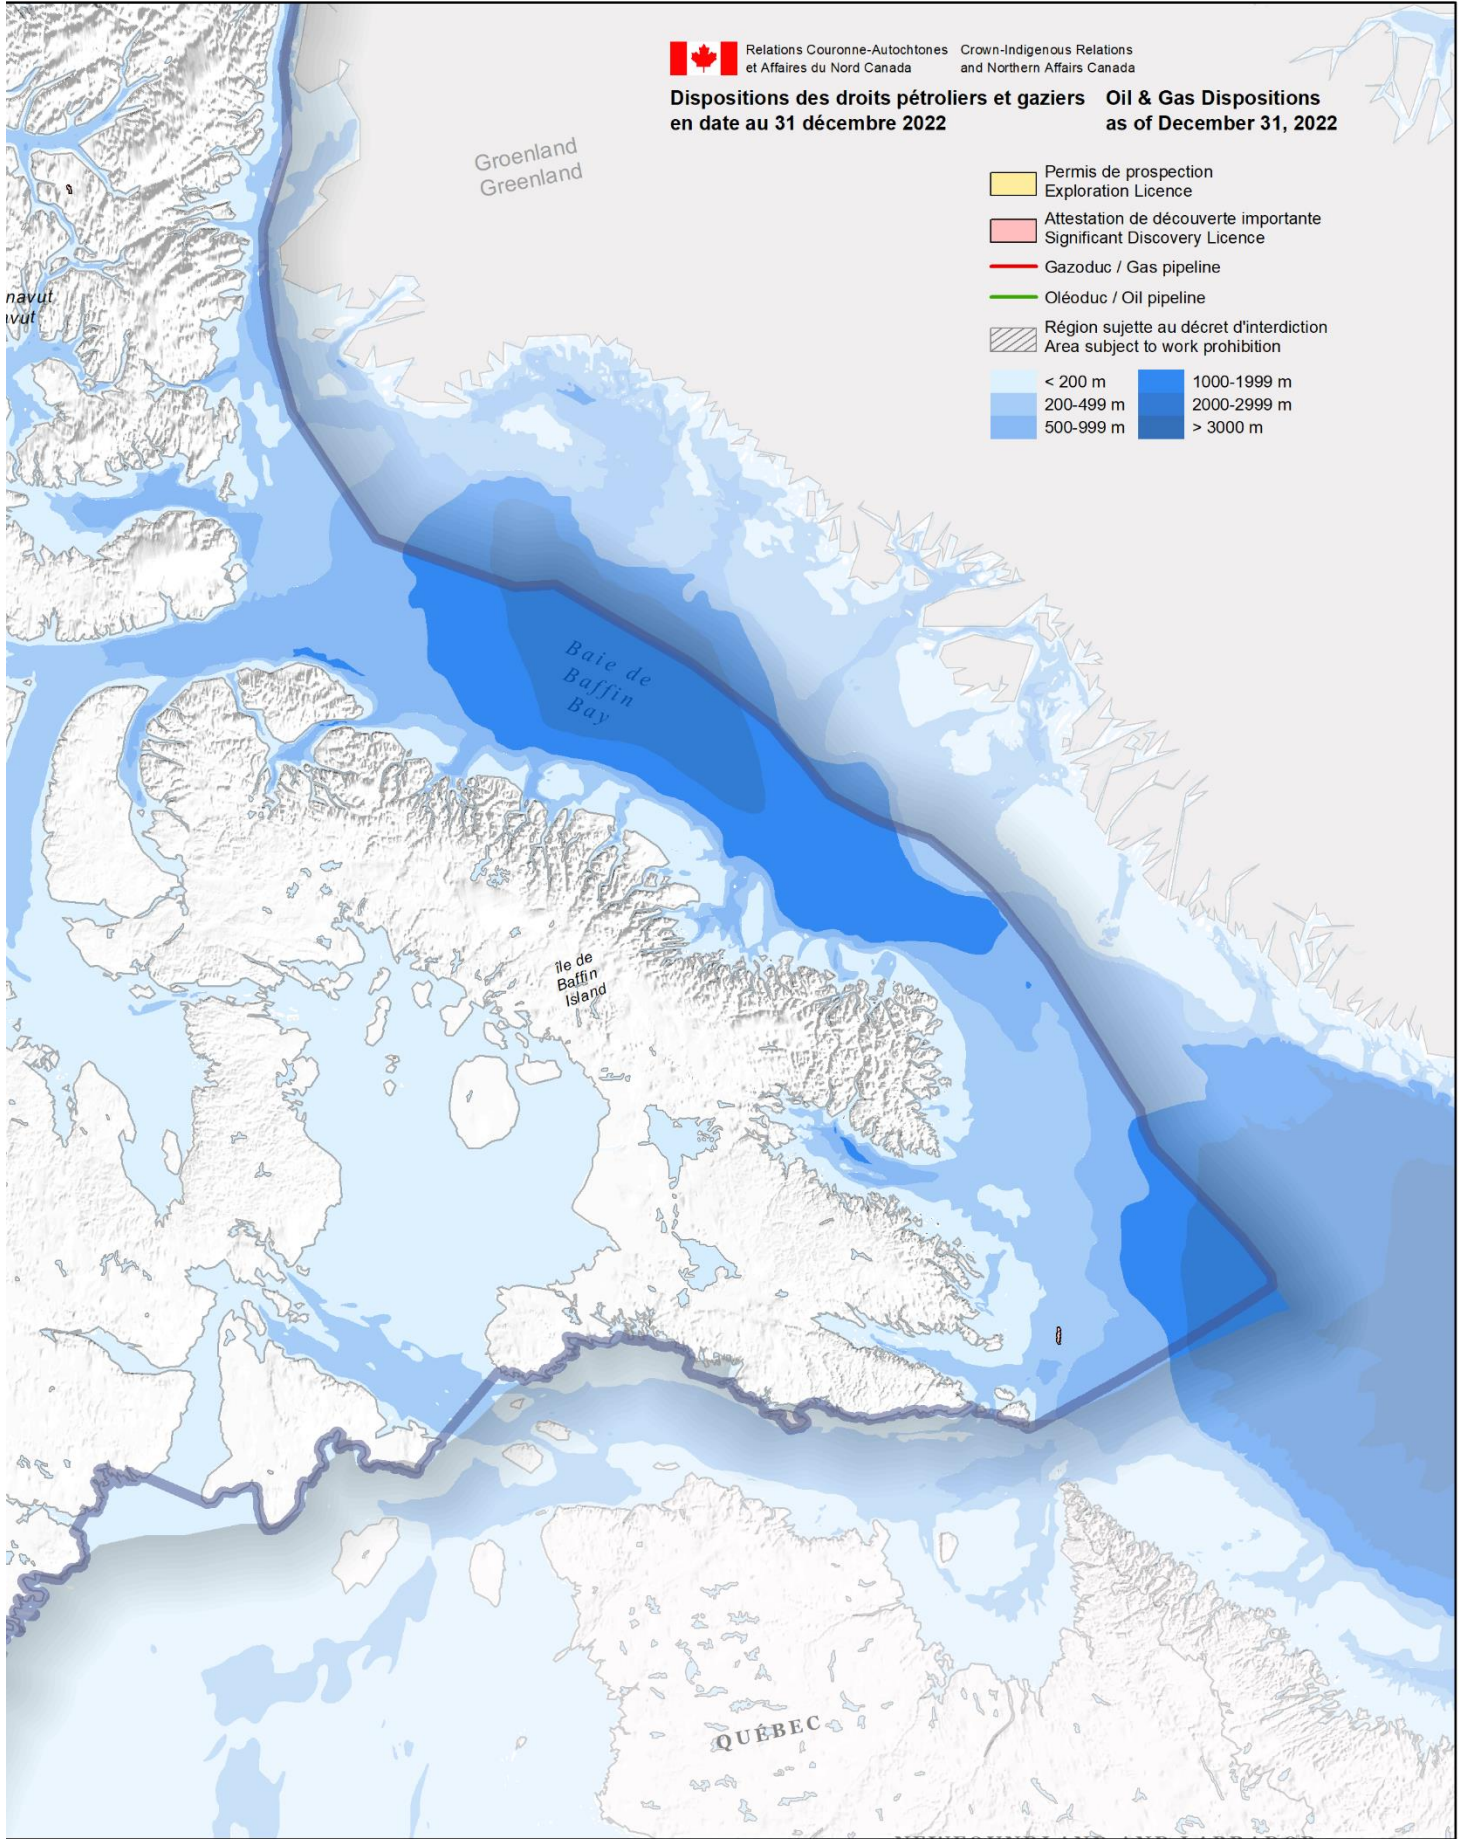 Relations Couronne-Autochtones
et Affaires du Nord Canada
Crown-Indigenous Relations
and Northern Affairs Canada
Dispositions des droits pétroliers et gaziers
en date au 31 décembre 2022
Oil & Gas Dispositions
as of December 31, 2022
Groenland
Greenland
Permis de prospection
Exploration Licence
Attestation de découverte importante
Significant Discovery Licence
Gazoduc / Gas pipeline
Oléoduc / Oil pipeline
Région sujette au décret d'interdiction
Area subject to work prohibition
< 200 m
200-499 m
500-999 m
1000-1999 m
2000-2999 m
> 3000 m
navut
avut
Baie de
Baffin
Bay
île de
Baffin
Island
QUÉBEC